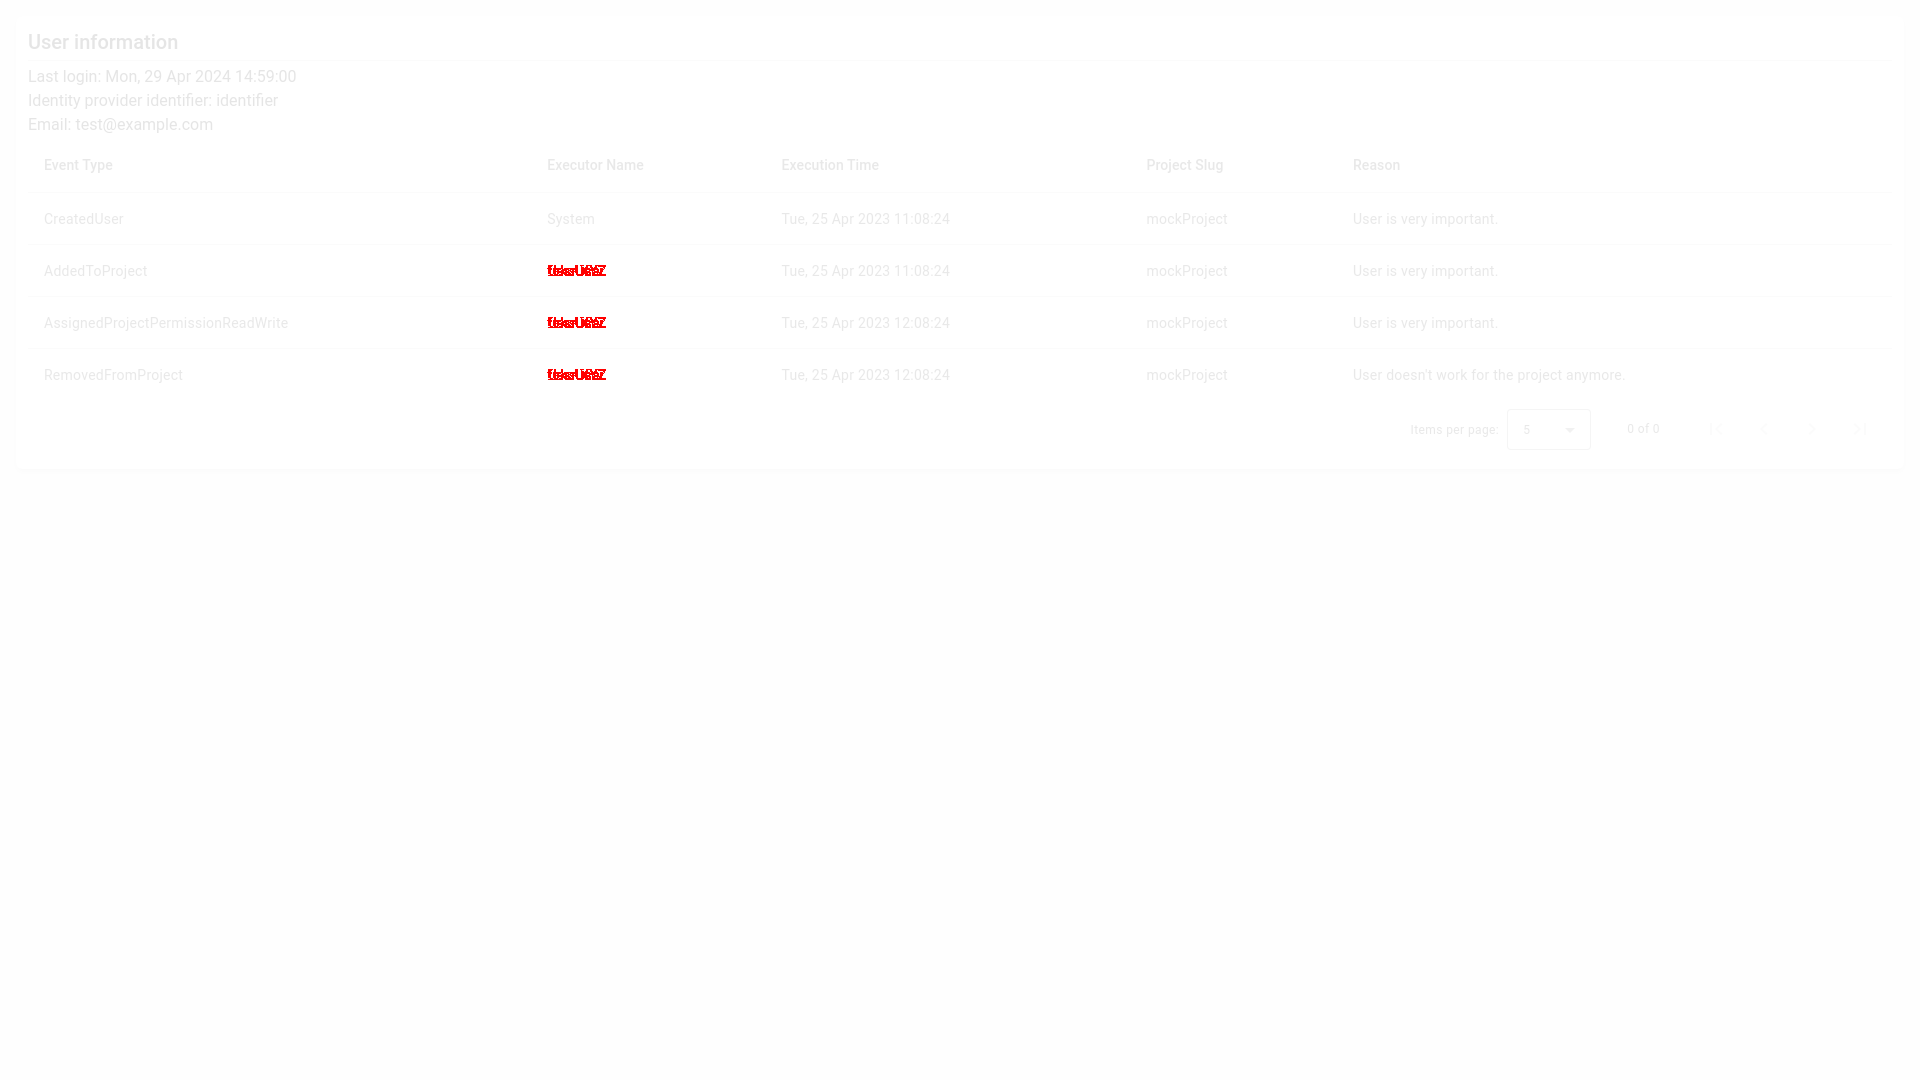 User information
Last login: Mon, 29 Apr 2024 14:59:00
Identity provider identifier: identifier
Email: test@example.com
Event Type Executor Name Execution Time Project Slug Reason
CreatedUser System Tue, 25 Apr 2023 11:08:24 mockProject User is very important.
AddedToProject Tue, 25 Apr 2023 11:08:24 mockProject User is very important.
AssignedProjectPermissionReadWrite Tue, 25 Apr 2023 12:08:24 mockProject User is very important.
RemovedFromProject Tue, 25 Apr 2023 12:08:24 mockProject User doesn't work for the project anymore.
Items per page: 5 0 of 0